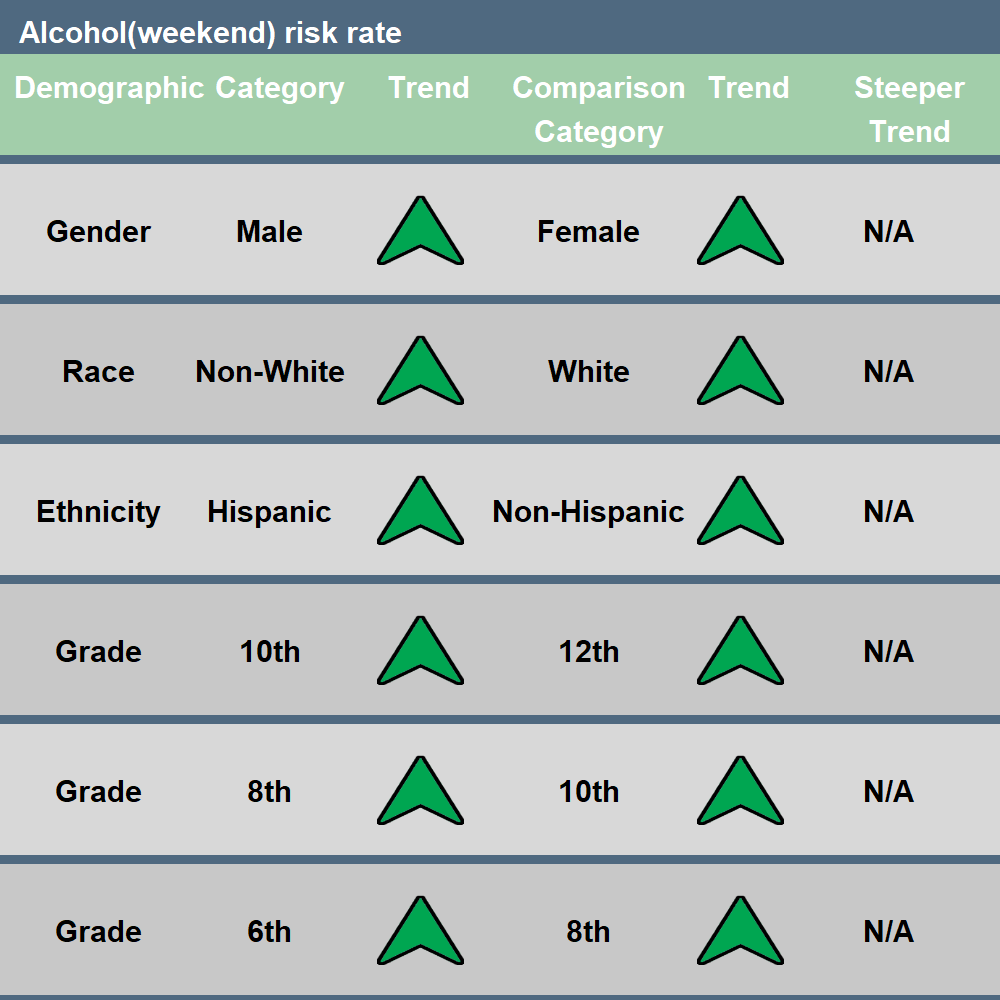 Alcohol(weekend) risk rate
Demographic Category Trend Comparison Category Trend Steeper Trend
Gender Male Female N/A
Race Non-White White N/A
Ethnicity Hispanic Non-Hispanic N/A
Grade 10th 12th N/A
Grade 8th 10th N/A
Grade 6th 8th N/A